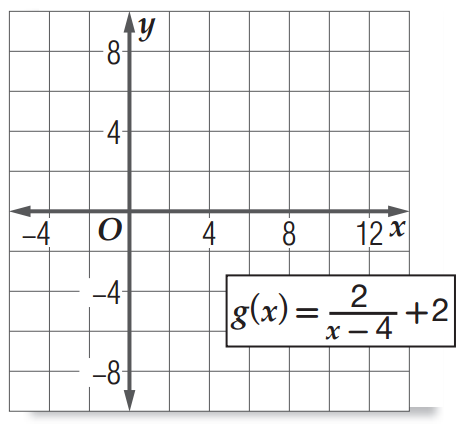 y
8
4
–4 O 4 8 12 x
–4
g(x) = 2/(x – 4) +2
–8